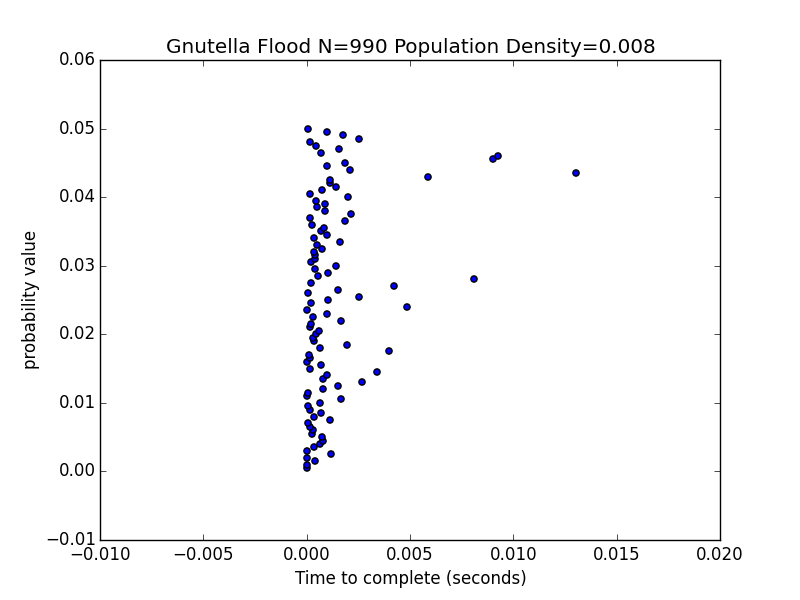 Gnutella Flood N=990 Population Density=0.008
0.06
0.05
0.04
0.03
0.02
0.01
0.00
−0.01
probability value
−0.010 −0.005 0.000 0.005 0.010 0.015 0.020
Time to complete (seconds)